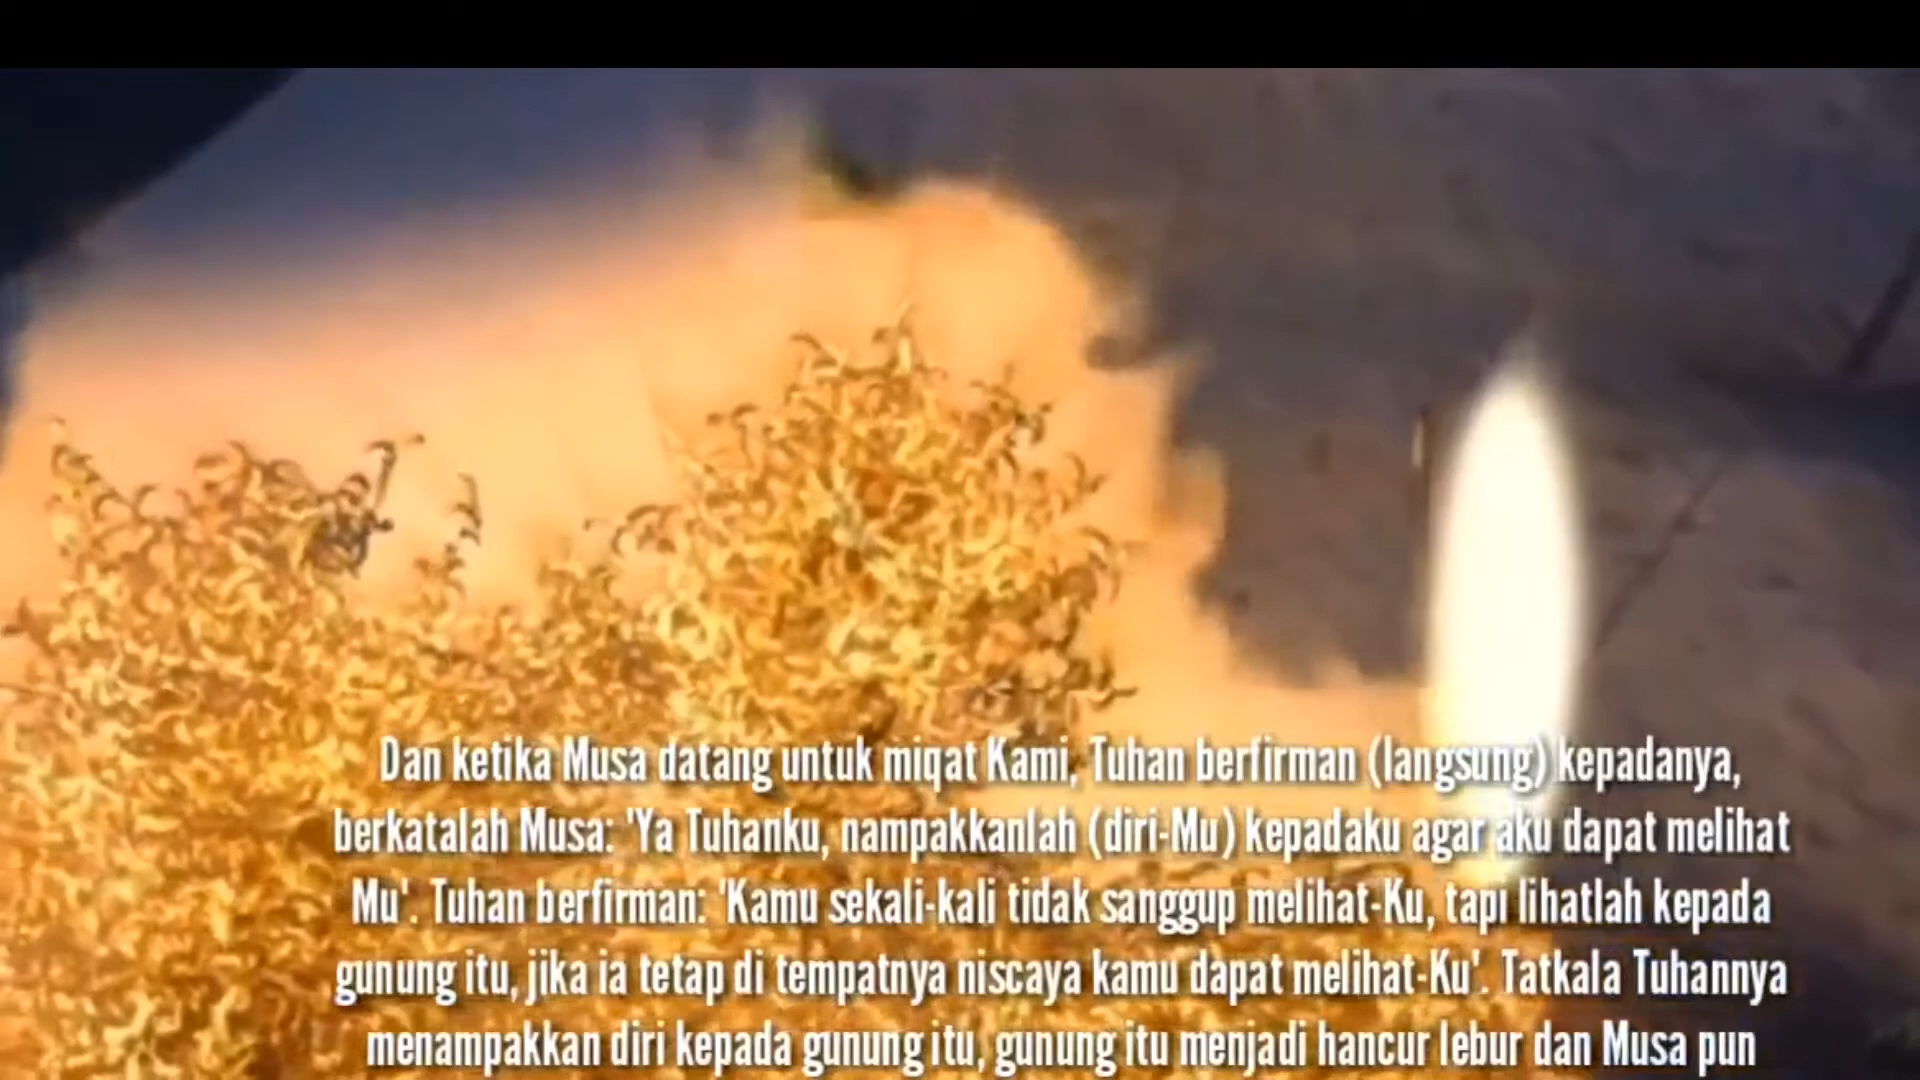 Dan ketika Musa datang untuk miqat Kami, Tuhan berfirman (langsung) kepadanya,
berkatalah Musa: 'Ya Tuhanku, nampakkanlah (diri-Mu) kepadaku agar aku dapat melihat
Mu'. Tuhan berfirman: 'Kamu sekali-kali tidak sanggup melihat-Ku, tapi lihatlah kepada
gunung itu, jika ia tetap di tempatnya niscaya kamu dapat melihat-Ku'. Tatkala Tuhannya
menampakkan diri kepada gunung itu, gunung itu menjadi hancur lebur dan Musa pun